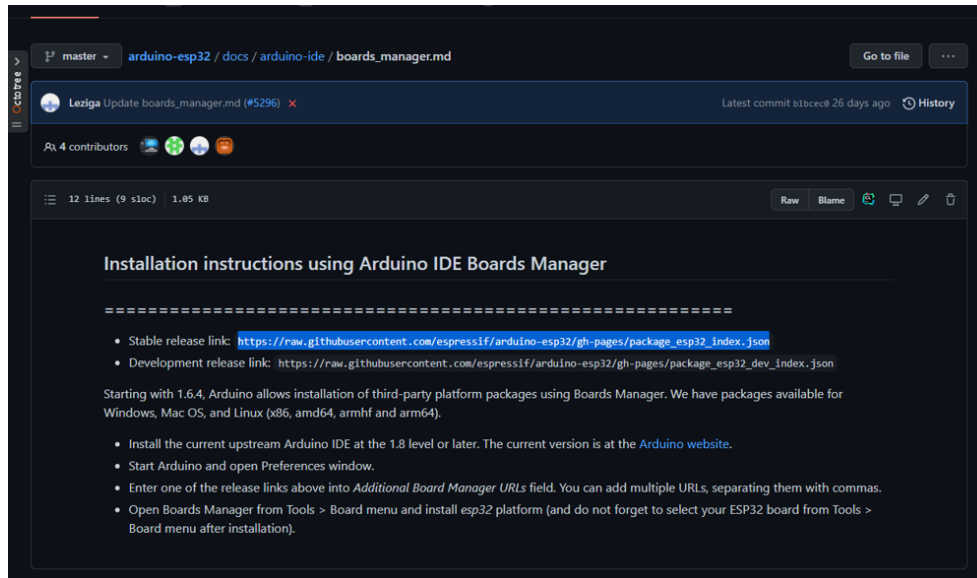 Octotree
master
arduino-esp32 / docs / arduino-ide / boards_manager.md
Go to file
...
Leziga Update boards_manager.md (#5296)
Latest commit b1bcec0 26 days ago
History
4 contributors
12 lines (9 sloc)
1.05 KB
Raw
Blame
Installation instructions using Arduino IDE Boards Manager
==========================================================
• Stable release link: https://raw.githubusercontent.com/espressif/arduino-esp32/gh-pages/package_esp32_index.json
• Development release link: https://raw.githubusercontent.com/espressif/arduino-esp32/gh-pages/package_esp32_dev_index.json
Starting with 1.6.4, Arduino allows installation of third-party platform packages using Boards Manager. We have packages available for
Windows, Mac OS, and Linux (x86, amd64, armhf and arm64).
• Install the current upstream Arduino IDE at the 1.8 level or later. The current version is at the Arduino website.
• Start Arduino and open Preferences window.
• Enter one of the release links above into Additional Board Manager URLs field. You can add multiple URLs, separating them with commas.
• Open Boards Manager from Tools > Board menu and install esp32 platform (and do not forget to select your ESP32 board from Tools >
Board menu after installation).